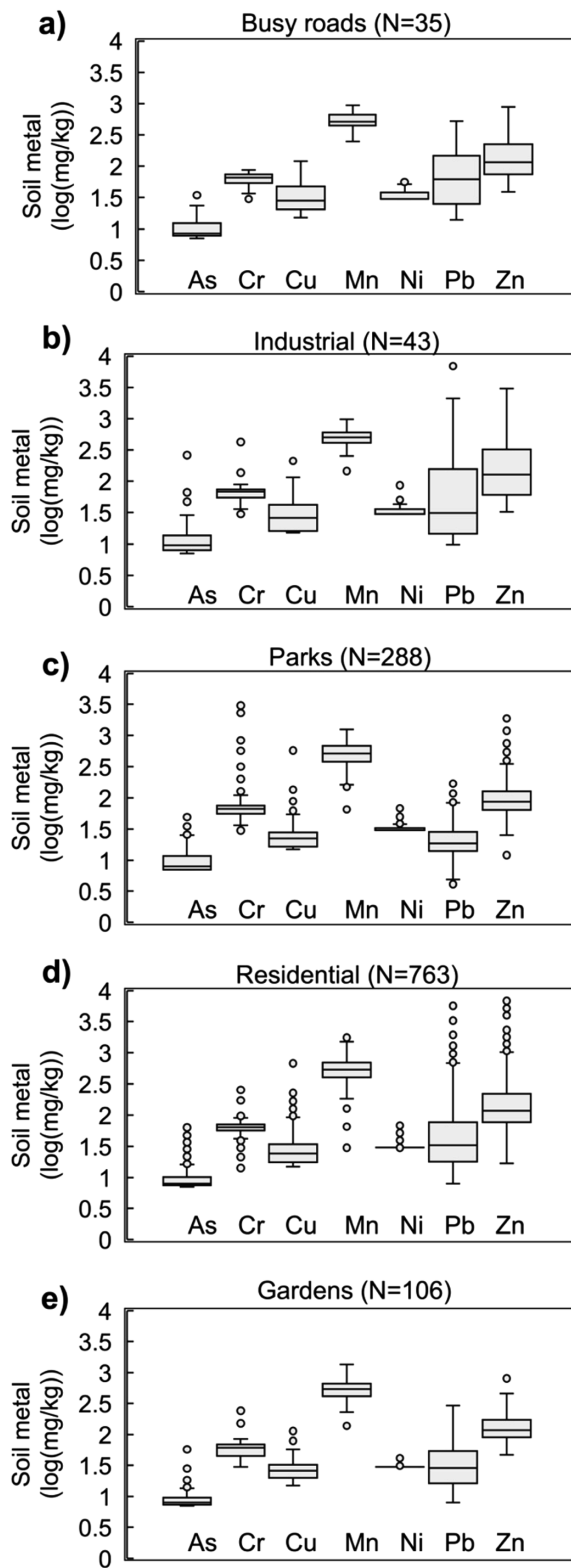 a)
Busy roads (N=35)
Soil metal
(log(mg/kg))
4
3.5
3
2.5
2
1.5
1
0.5
0
As Cr Cu Mn Ni Pb Zn
b)
Industrial (N=43)
Soil metal
(log(mg/kg))
4
3.5
3
2.5
2
1.5
1
0.5
0
As Cr Cu Mn Ni Pb Zn
c)
Parks (N=288)
Soil metal
(log(mg/kg))
4
3.5
3
2.5
2
1.5
1
0.5
0
As Cr Cu Mn Ni Pb Zn
d)
Residential (N=763)
Soil metal
(log(mg/kg))
4
3.5
3
2.5
2
1.5
1
0.5
0
As Cr Cu Mn Ni Pb Zn
e)
Gardens (N=106)
Soil metal
(log(mg/kg))
4
3.5
3
2.5
2
1.5
1
0.5
0
As Cr Cu Mn Ni Pb Zn